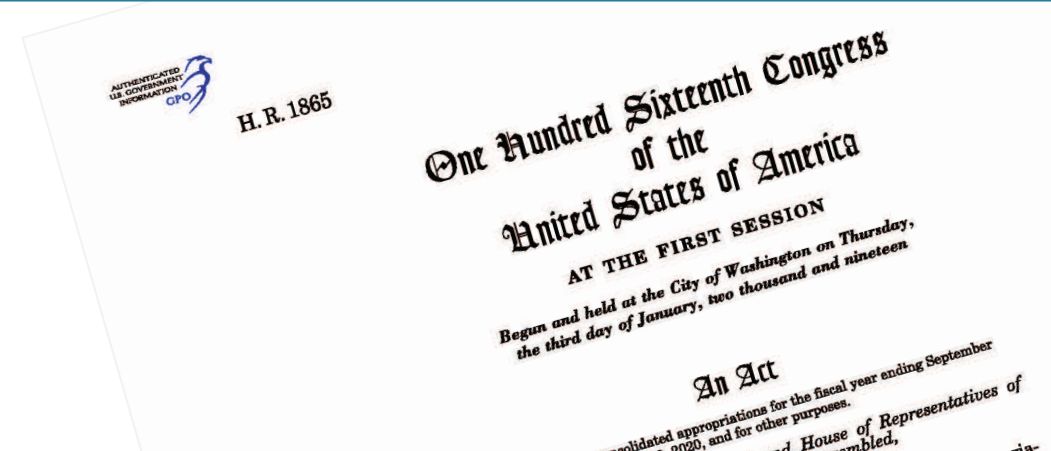 AUTHENTICATED
U.S. GOVERNMENT
INFORMATION
GPO
H. R. 1865
One Hundred Sixteenth Congress
of the
United States of America
AT THE FIRST SESSION
Begun and held at the City of Washington on Thursday,
the third day of January, two thousand and nineteen
An Act
appropriations for the fiscal year ending September
2020, and for other purposes.
House of Representatives of